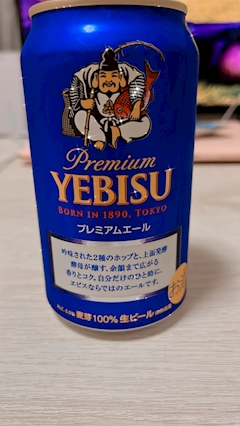 Premium
YEBISU
BORN IN 1890, TOKYO
プレミアムエール
吟味された2種のホップと、上面発酵
酵母が醸す、余韻まで広がる
香りとコク。自分だけのひと時に。
ヱビスならではのエールです。
麦芽100% 生ビール